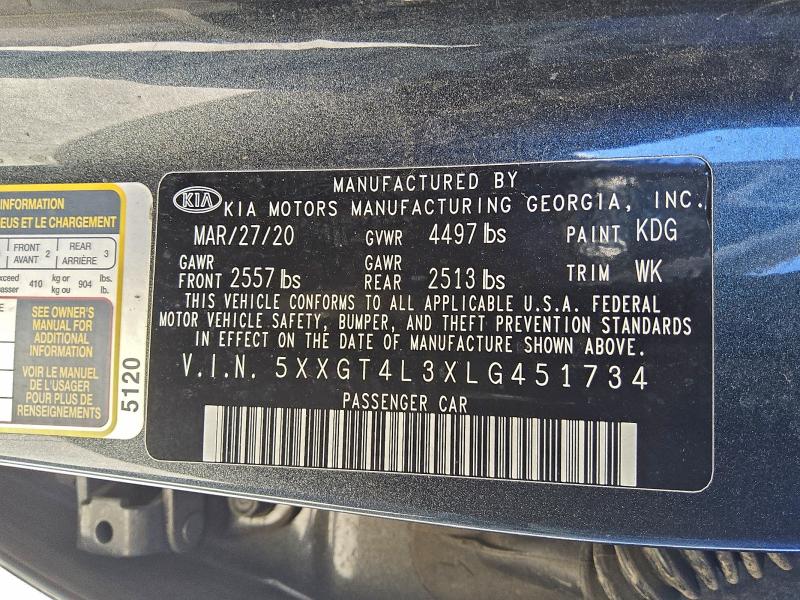 INFORMATION
EUS ET LE CHARGEMENT
FRONT 2 REAR 3
AVANT ARRIÈRE
xceed 410 kg or 904 lbs.
asser kg ou lb.
SEE OWNER'S
MANUAL FOR
ADDITIONAL
INFORMATION
VOIR LE MANUEL
DE L'USAGER
POUR PLUS DE
RENSEIGNEMENTS
5120
MANUFACTURED BY
KIA KIA MOTORS MANUFACTURING GEORGIA, INC.
MAR/27/20 GVWR 4497 lbs PAINT KDG
GAWR GAWR
FRONT 2557 lbs REAR 2513 lbs TRIM WK
THIS VEHICLE CONFORMS TO ALL APPLICABLE U.S.A. FEDERAL
MOTOR VEHICLE SAFETY, BUMPER, AND THEFT PREVENTION STANDARDS
IN EFFECT ON THE DATE OF MANUFACTURE SHOWN ABOVE.
V.I.N. 5XXGT4L3XLG451734
PASSENGER CAR